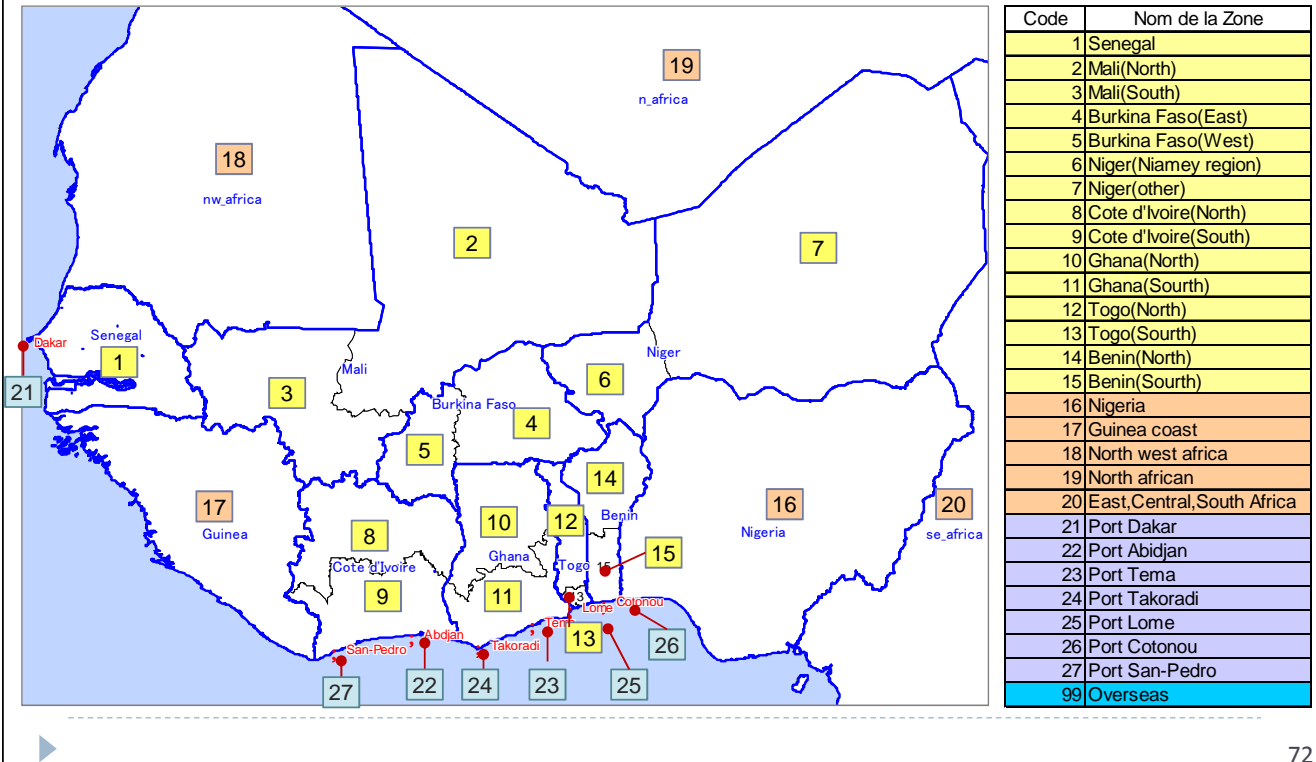 19
n_africa
18
nw_africa
2
7
Senegal
Dakar
1
21
Mali
3
Niger
6
Burkina Faso
4
5
14
17
Guinea
16
Nigeria
20
se_africa
8
10
12
Benin
Ghana
Togo
15
15
Cote d'Ivoire
9
11
13
Lome
Cotonou
Tema
Abdjan
San-Pedro
Takoradi
13
26
27
22
24
23
25
Code Nom de la Zone
1 Senegal
2 Mali(North)
3 Mali(South)
4 Burkina Faso(East)
5 Burkina Faso(West)
6 Niger(Niamey region)
7 Niger(other)
8 Cote d'Ivoire(North)
9 Cote d'Ivoire(South)
10 Ghana(North)
11 Ghana(Sourth)
12 Togo(North)
13 Togo(Sourth)
14 Benin(North)
15 Benin(Sourth)
16 Nigeria
17 Guinea coast
18 North west africa
19 North african
20 East,Central,South Africa
21 Port Dakar
22 Port Abidjan
23 Port Tema
24 Port Takoradi
25 Port Lome
26 Port Cotonou
27 Port San-Pedro
99 Overseas
72